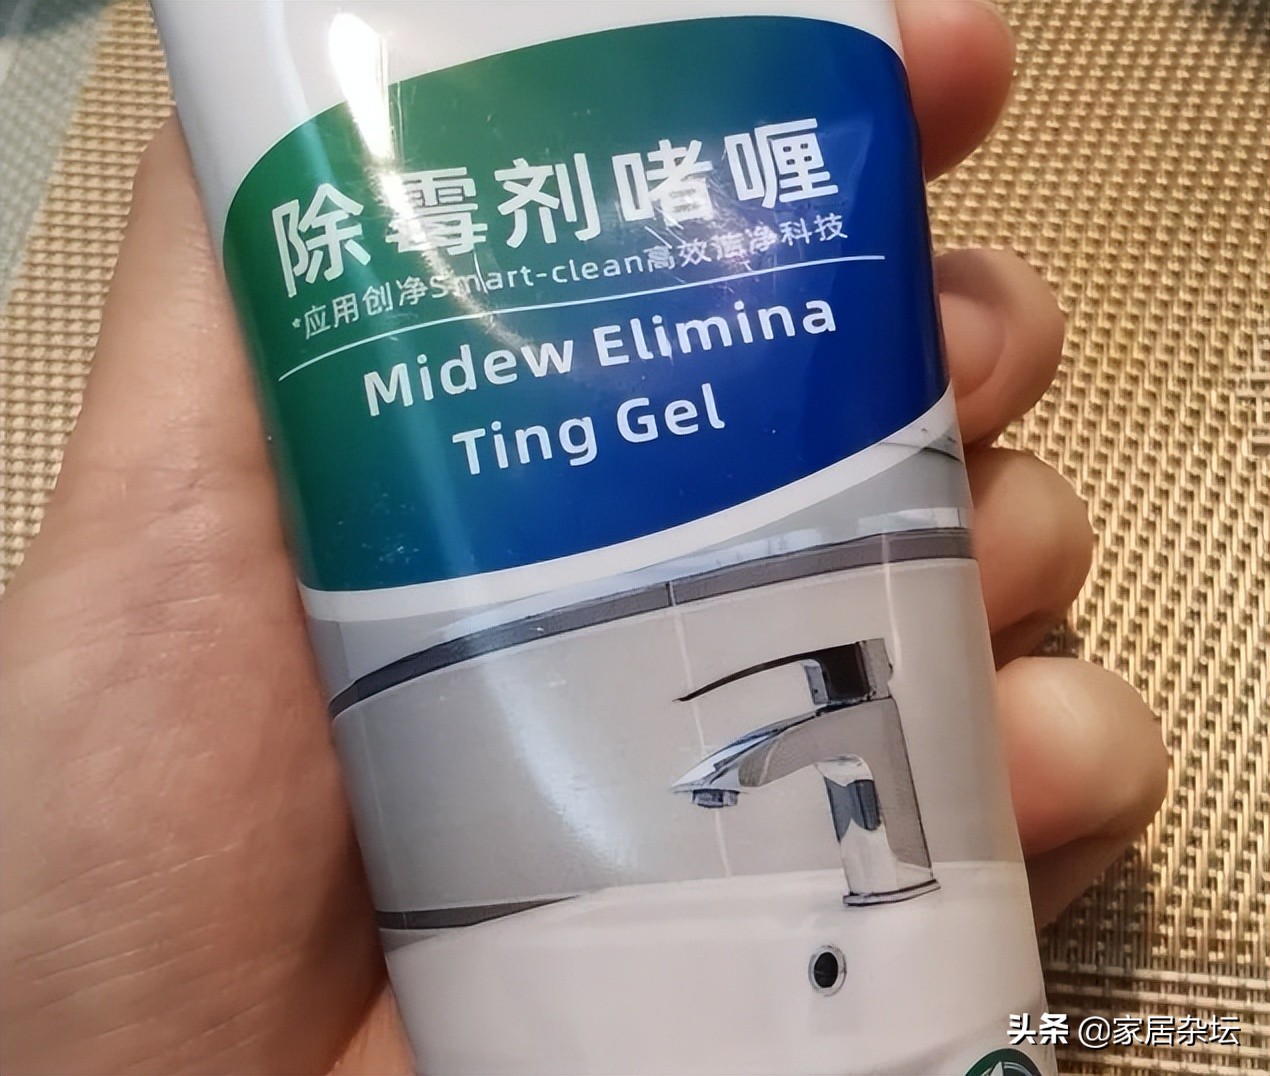 除霉剂啫喱
*应用创净Smart-clean高效洁净科技
Midew Elimina
Ting Gel
头条 @家居杂坛